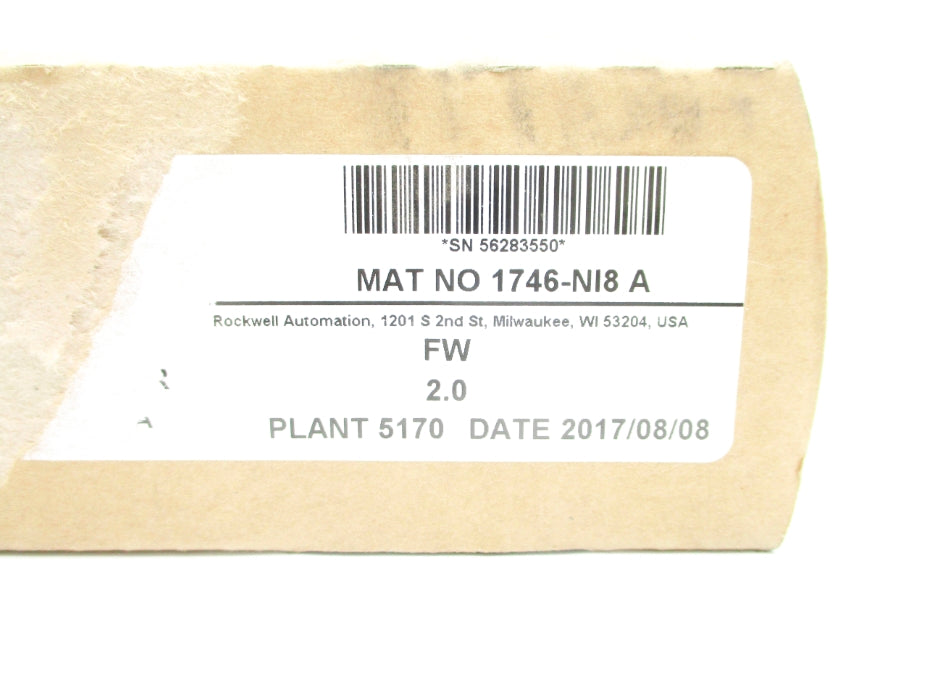 *SN 56283550*
MAT NO 1746-NI8 A
Rockwell Automation, 1201 S 2nd St, Milwaukee, WI 53204, USA
FW
2.0
PLANT 5170 DATE 2017/08/08